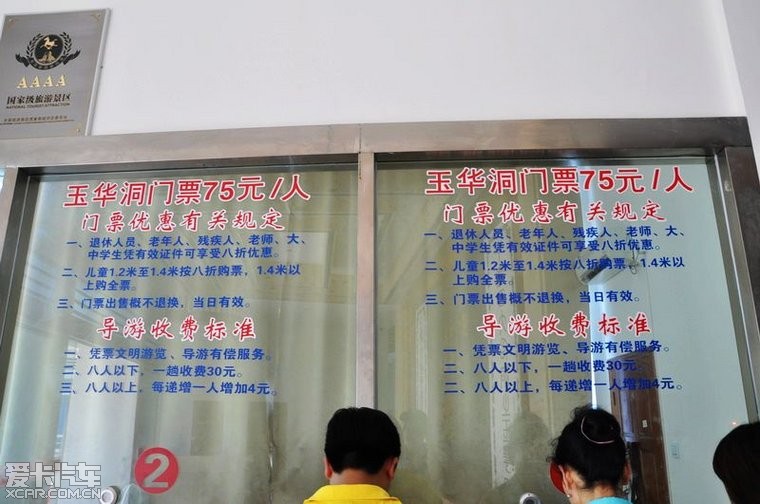 AAAA
国家级旅游景区
NATIONAL TOURIST ATTRACTION
玉华洞门票75元/人
门票优惠有关规定
一、退休人员、老年人、残疾人、老师、大、
中学生凭有效证件可享受八折优惠。
二、儿童1.2米至1.4米按八折购票，1.4米以
上购全票。
三、门票出售概不退换，当日有效。
导游收费标准
一、凭票文明游览、导游有偿服务。
二、八人以下，一趟收费30元。
三、八人以上，每递增一人增加4元。
玉华洞门票75元/人
门票优惠有关规定
一、退休人员、老年人、残疾人、老师、大、
中学生凭有效证件可享受八折优惠。
二、儿童1.2米至1.4米按八折购票，1.4米以
上购全票。
三、门票出售概不退换，当日有效。
导游收费标准
一、凭票文明游览、导游有偿服务。
二、八人以下，一趟收费30元。
二、八人以上，每递增一人增加4元。
2
爱卡汽车
XCAR.COM.CN